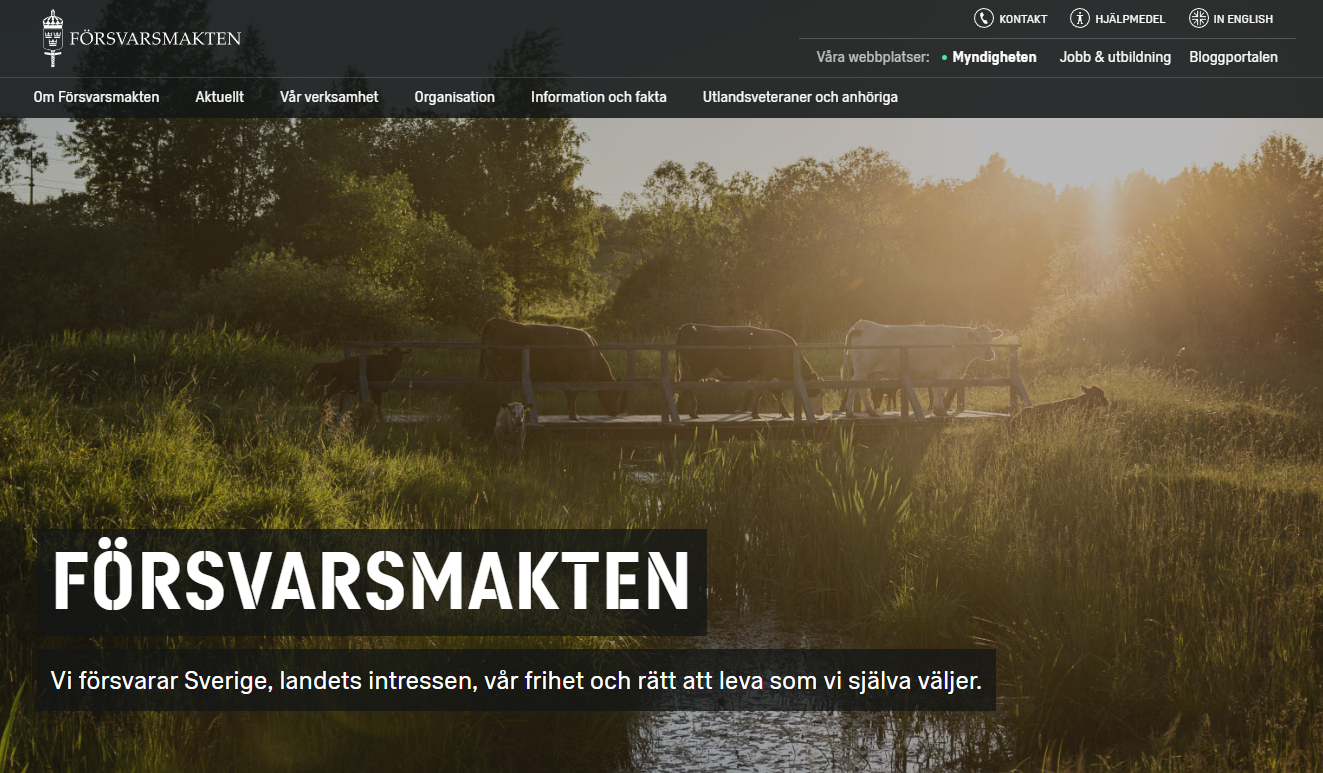 FÖRSVARSMAKTEN
KONTAKT
HJÄLPMEDEL
IN ENGLISH
Våra webbplatser:
Myndigheten
Jobb & utbildning
Bloggportalen
Om Försvarsmakten
Aktuellt
Vår verksamhet
Organisation
Information och fakta
Utlandsveteraner och anhöriga
FÖRSVARSMAKTEN
Vi försvarar Sverige, landets intressen, vår frihet och rätt att leva som vi själva väljer.